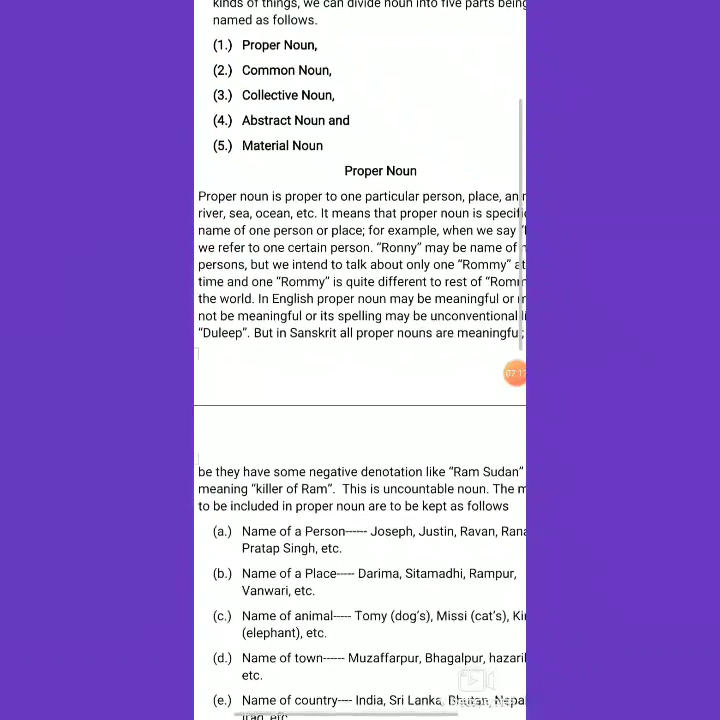 kinds of things, we can divide noun into five parts being
named as follows.
(1.) Proper Noun,
(2.) Common Noun,
(3.) Collective Noun,
(4.) Abstract Noun and
(5.) Material Noun
Proper Noun
Proper noun is proper to one particular person, place,
river, sea, ocean, etc. It means that proper noun is
name of one person or place; for example, when we say
we refer to one certain person. “Ronny” may be name of
persons, but we intend to talk about only one “Rommy” at
time and one “Rommy” is quite different to rest of
the world. In English proper noun may be meaningful or
not be meaningful or its spelling may be unconventional
“Duleep”. But in Sanskrit all proper nouns are
07:1
be they have some negative denotation like “Ram Sudan”
meaning “killer of Ram”. This is uncountable noun. The
to be included in proper noun are to be kept as follows
(a.) Name of a Person------ Joseph, Justin, Ravan,
Pratap Singh, etc.
(b.) Name of a Place----- Darima, Sitamadhi, Rampur,
Vanwari, etc.
(c.) Name of animal----- Tomy (dog’s), Missi (cat’s),
(elephant), etc.
(d.) Name of town------ Muzaffarpur, Bhagalpur,
etc.
(e.) Name of country---- India, Sri Lanka, Bhutan,
Iran, etc